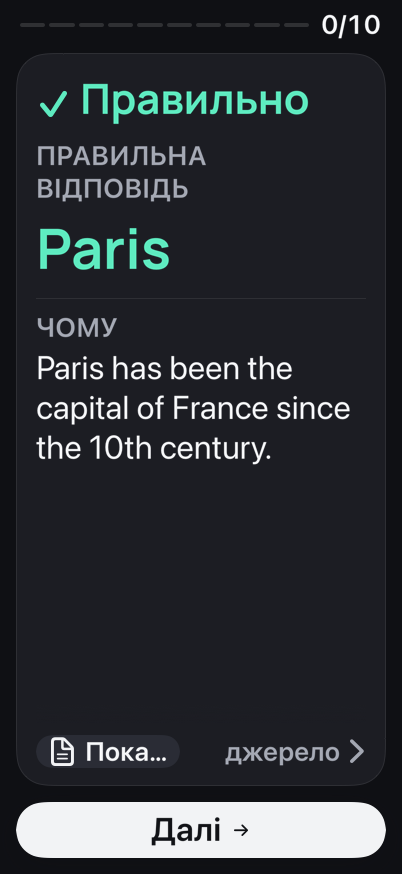 0/10
✓ Правильно
ПРАВИЛЬНА
ВІДПОВІДЬ
Paris
ЧОМУ
Paris has been the
capital of France since
the 10th century.
Пока...
джерело >
Далі →